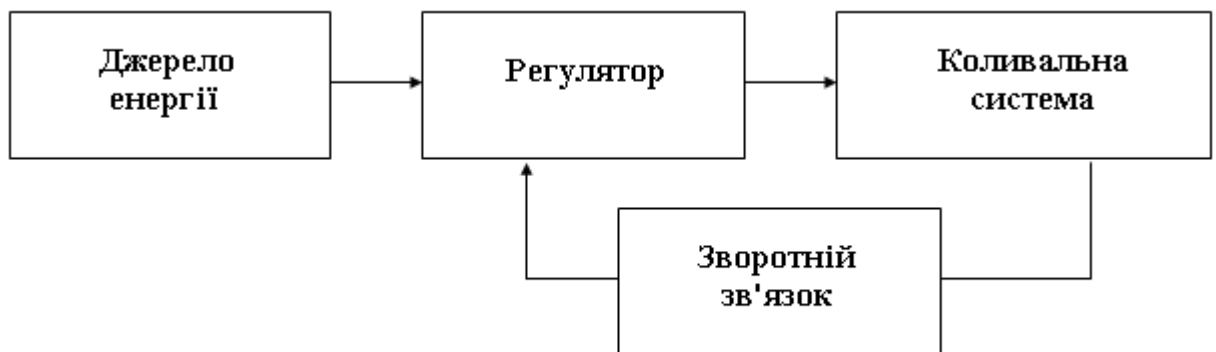 Джерело
енергії
Регулятор
Коливальна
система
Зворотній
зв'язок